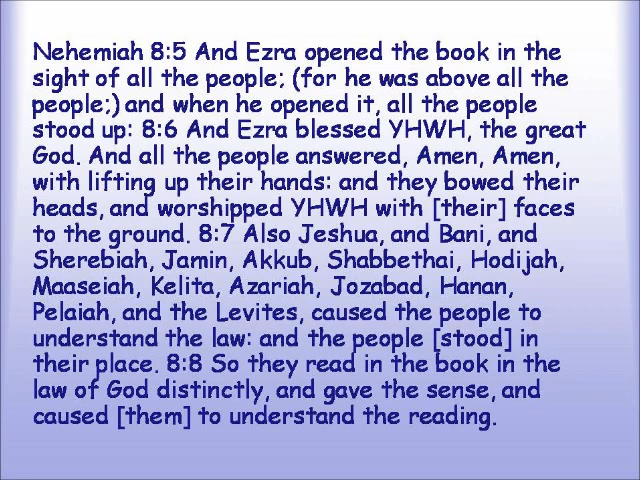 Nehemiah 8:5 And Ezra opened the book in the
sight of all the people; (for he was above all the
people;) and when he opened it, all the people
stood up: 8:6 And Ezra blessed YHWH, the great
God. And all the people answered, Amen, Amen,
with lifting up their hands: and they bowed their
heads, and worshipped YHWH with [their] faces
to the ground. 8:7 Also Jeshua, and Bani, and
Sherebiah, Jamin, Akkub, Shabbethai, Hodijah,
Maaseiah, Kelita, Azariah, Jozabad, Hanan,
Pelaiah, and the Levites, caused the people to
understand the law: and the people [stood] in
their place. 8:8 So they read in the book in the
law of God distinctly, and gave the sense, and
caused [them] to understand the reading.